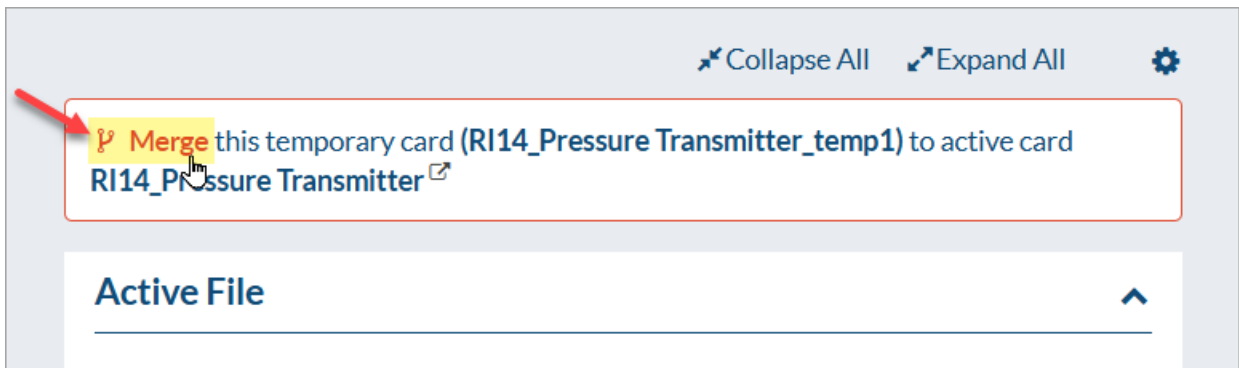 Collapse All Expand All
Merge this temporary card (RI14_Pressure Transmitter_temp1) to active card
RI14_Pressure Transmitter
Active File